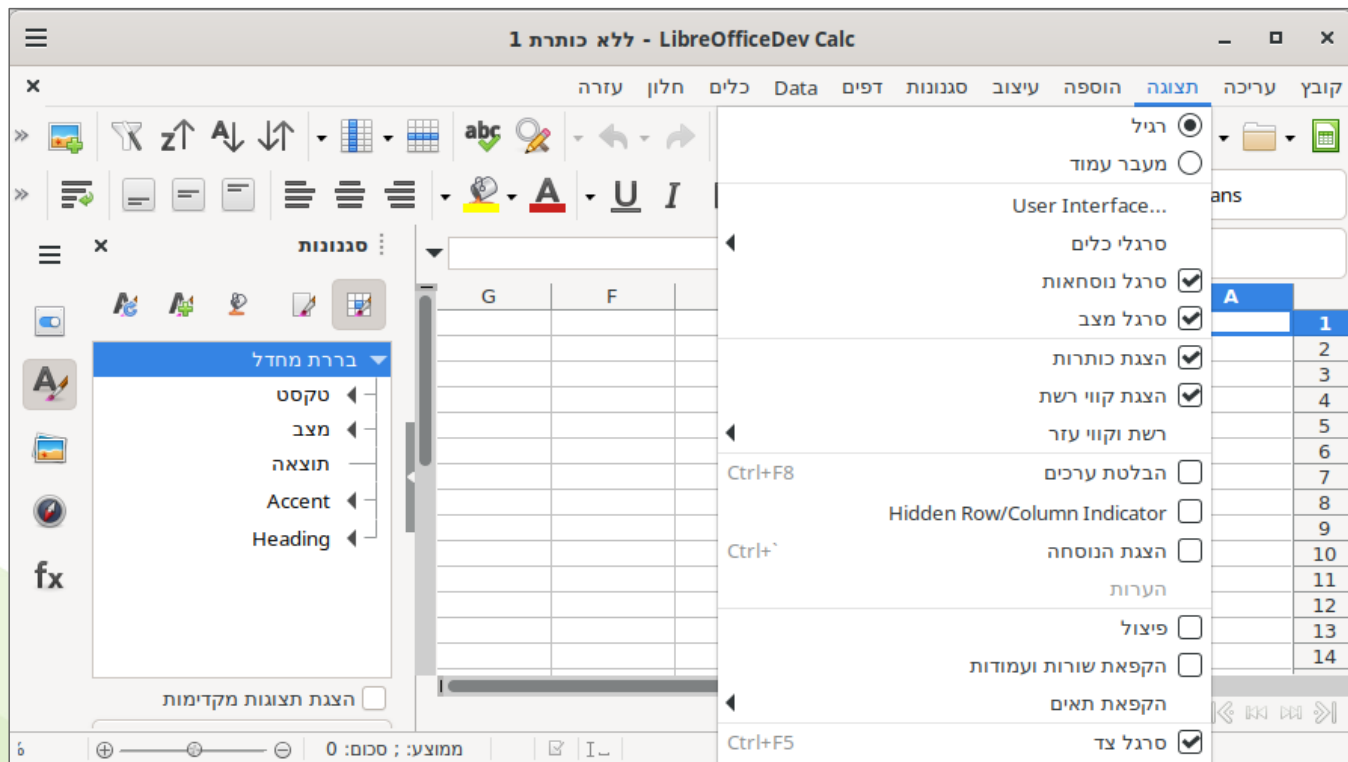 ללא כותרת 1 - LibreOfficeDev Calc
קובץ עריכה תצוגה הוספה עיצוב סגנונות דפים Data כלים חלון עזרה
רגיל
מעבר עמוד
User Interface...
סרגלי כלים
סרגל נוסחאות
סרגל מצב
הצגת כותרות
הצגת קווי רשת
רשת וקווי עזר
הבלטת ערכים Ctrl+F8
Hidden Row/Column Indicator
הצגת הנוסחה Ctrl+`
הערות
פיצול
הקפאת שורות ועמודות
הקפאת תאים
סרגל צד Ctrl+F5
ans
A F G
1
2
3
4
5
6
7
8
9
10
11
12
13
14
סגנונות
בררת מחדל
טקסט
מצב
תוצאה
Accent
Heading
הצגת תצוגות מקדימות
fx
ממוצע: ; סכום: 0